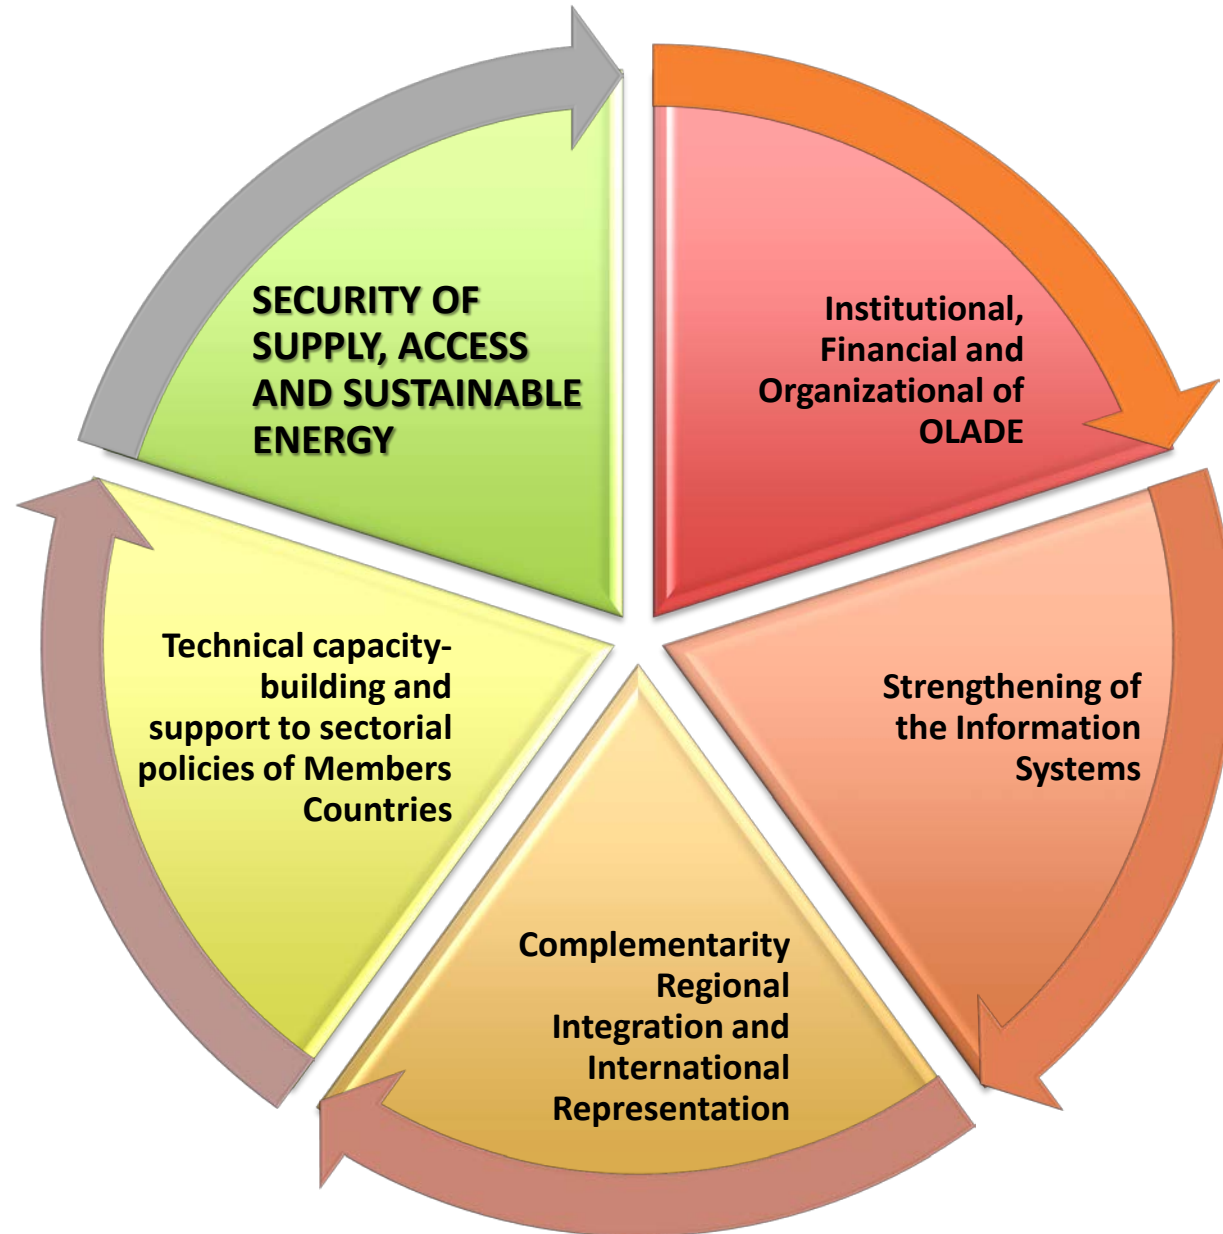 SECURITY OF
SUPPLY, ACCESS
AND SUSTAINABLE
ENERGY
Institutional,
Financial and
Organizational of
OLADE
Strengthening of
the Information
Systems
Complementarity
Regional
Integration and
International
Representation
Technical capacity-
building and
support to sectorial
policies of Members
Countries